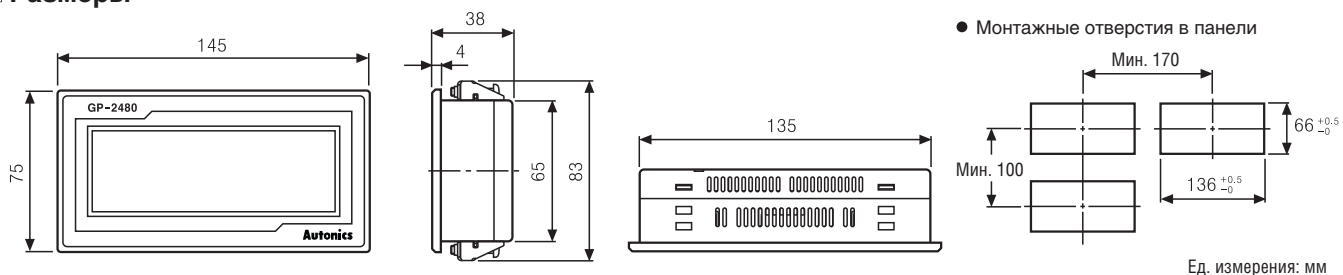 Размеры
145
GP-2480
75
Autonics
38
4
65
83
135
● Монтажные отверстия в панели
Мин. 170
66 +0.5 -0
Мин. 100
136 +0.5 -0
Ед. измерения: мм